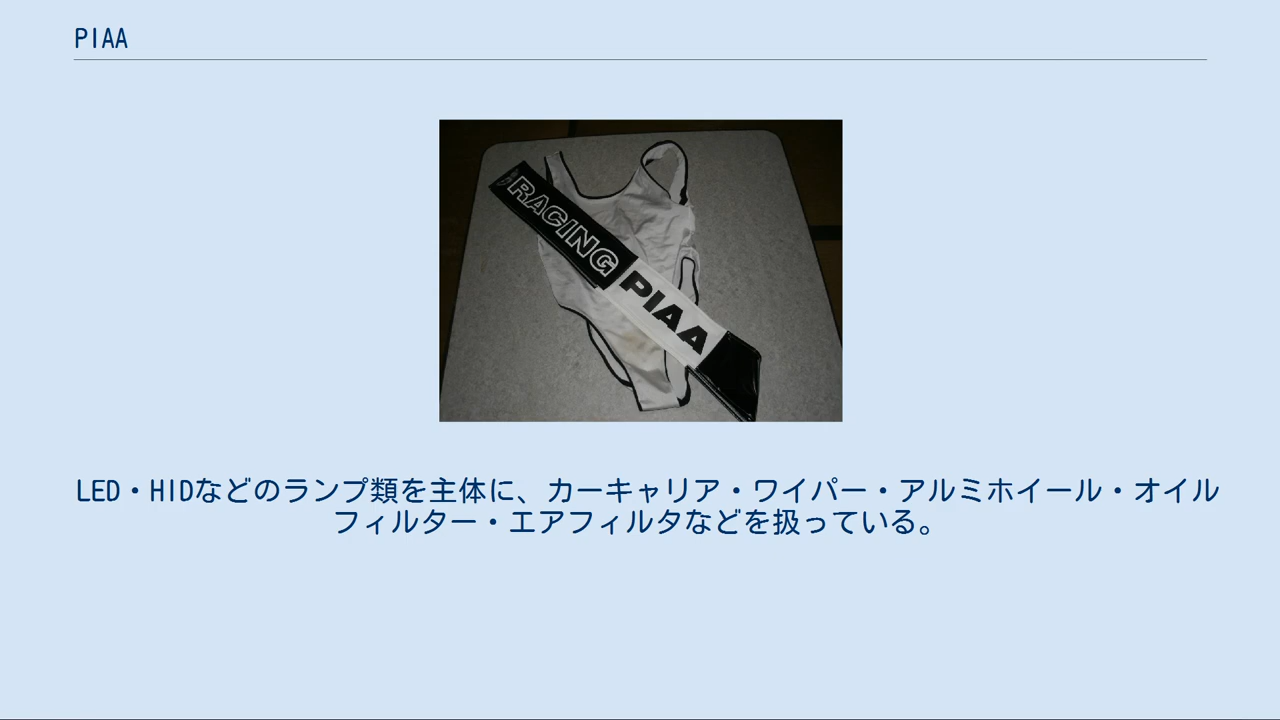 PIAA
RACING
PIAA
LED・HIDなどのランプ類を主体に、カーキャリア・ワイパー・アルミホイール・オイル
フィルター・エアフィルタなどを扱っている。